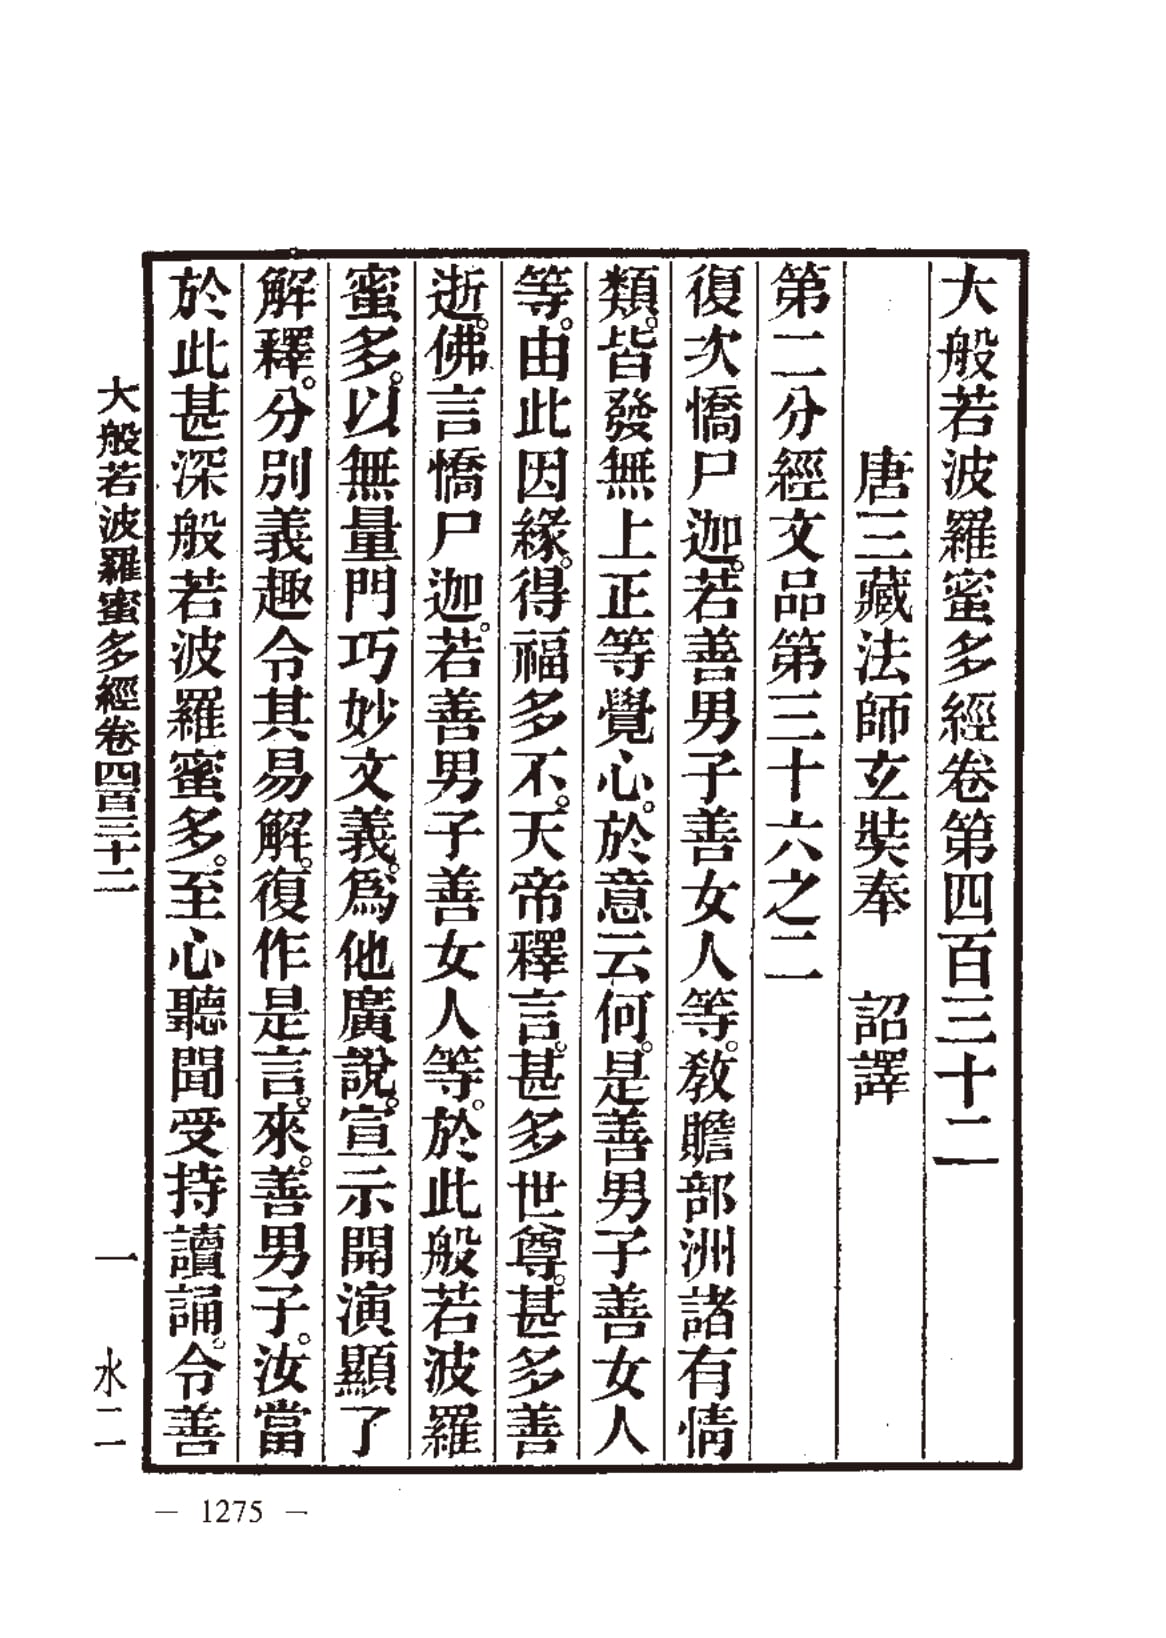 大般若波羅蜜多經卷第四百三十二
唐三藏法師玄奘奉　詔譯
第二分經文品第三十六之二
復次憍尸迦。若善男子善女人等。教贍部洲諸有情
類。皆發無上正等覺心。於意云何。是善男子善女人
等。由此因緣。得福多不。天帝釋言。甚多世尊。甚多善
逝。佛言憍尸迦。若善男子善女人等。於此般若波羅
蜜多。以無量門巧妙文義。爲他廣說。宣示開演顯了
解釋。分別義趣令其易解。復作是言。來。善男子。汝當
於此甚深般若波羅蜜多。至心聽聞受持讀誦。令善
大般若波羅蜜多經卷四百三十二　一　水二
— 1275 —